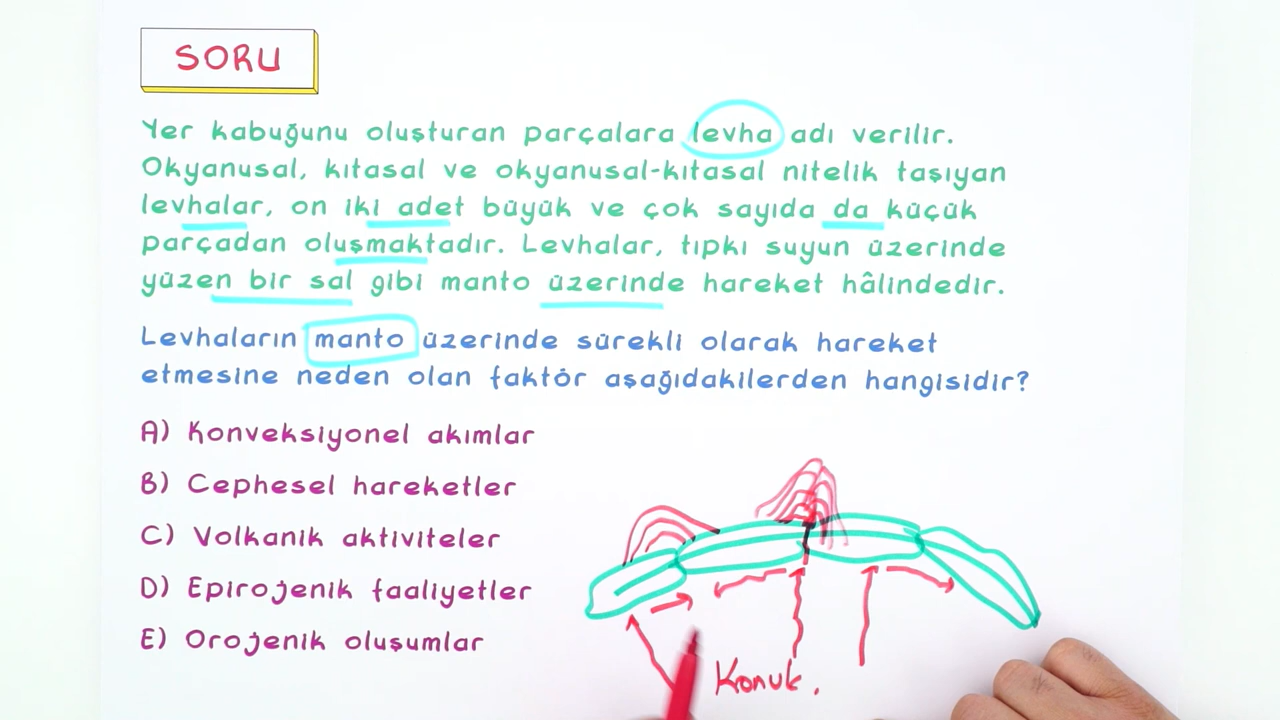 SORU
Yer kabuğunu oluşturan parçalara levha adı verilir.
Okyanusal, kıtasal ve okyanusal-kıtasal nitelik taşıyan
levhalar, on iki adet büyük ve çok sayıda da küçük
parçadan oluşmaktadır. Levhalar, tıpkı suyun üzerinde
yüzen bir sal gibi manto üzerinde hareket hâlindedir.
Levhaların manto üzerinde sürekli olarak hareket
etmesine neden olan faktör aşağıdakilerden hangisidir?
A) Konveksiyonel akımlar
B) Cephesel hareketler
C) Volkanik aktiviteler
D) Epirojenik faaliyetler
E) Orojenik oluşumlar
Konuk.